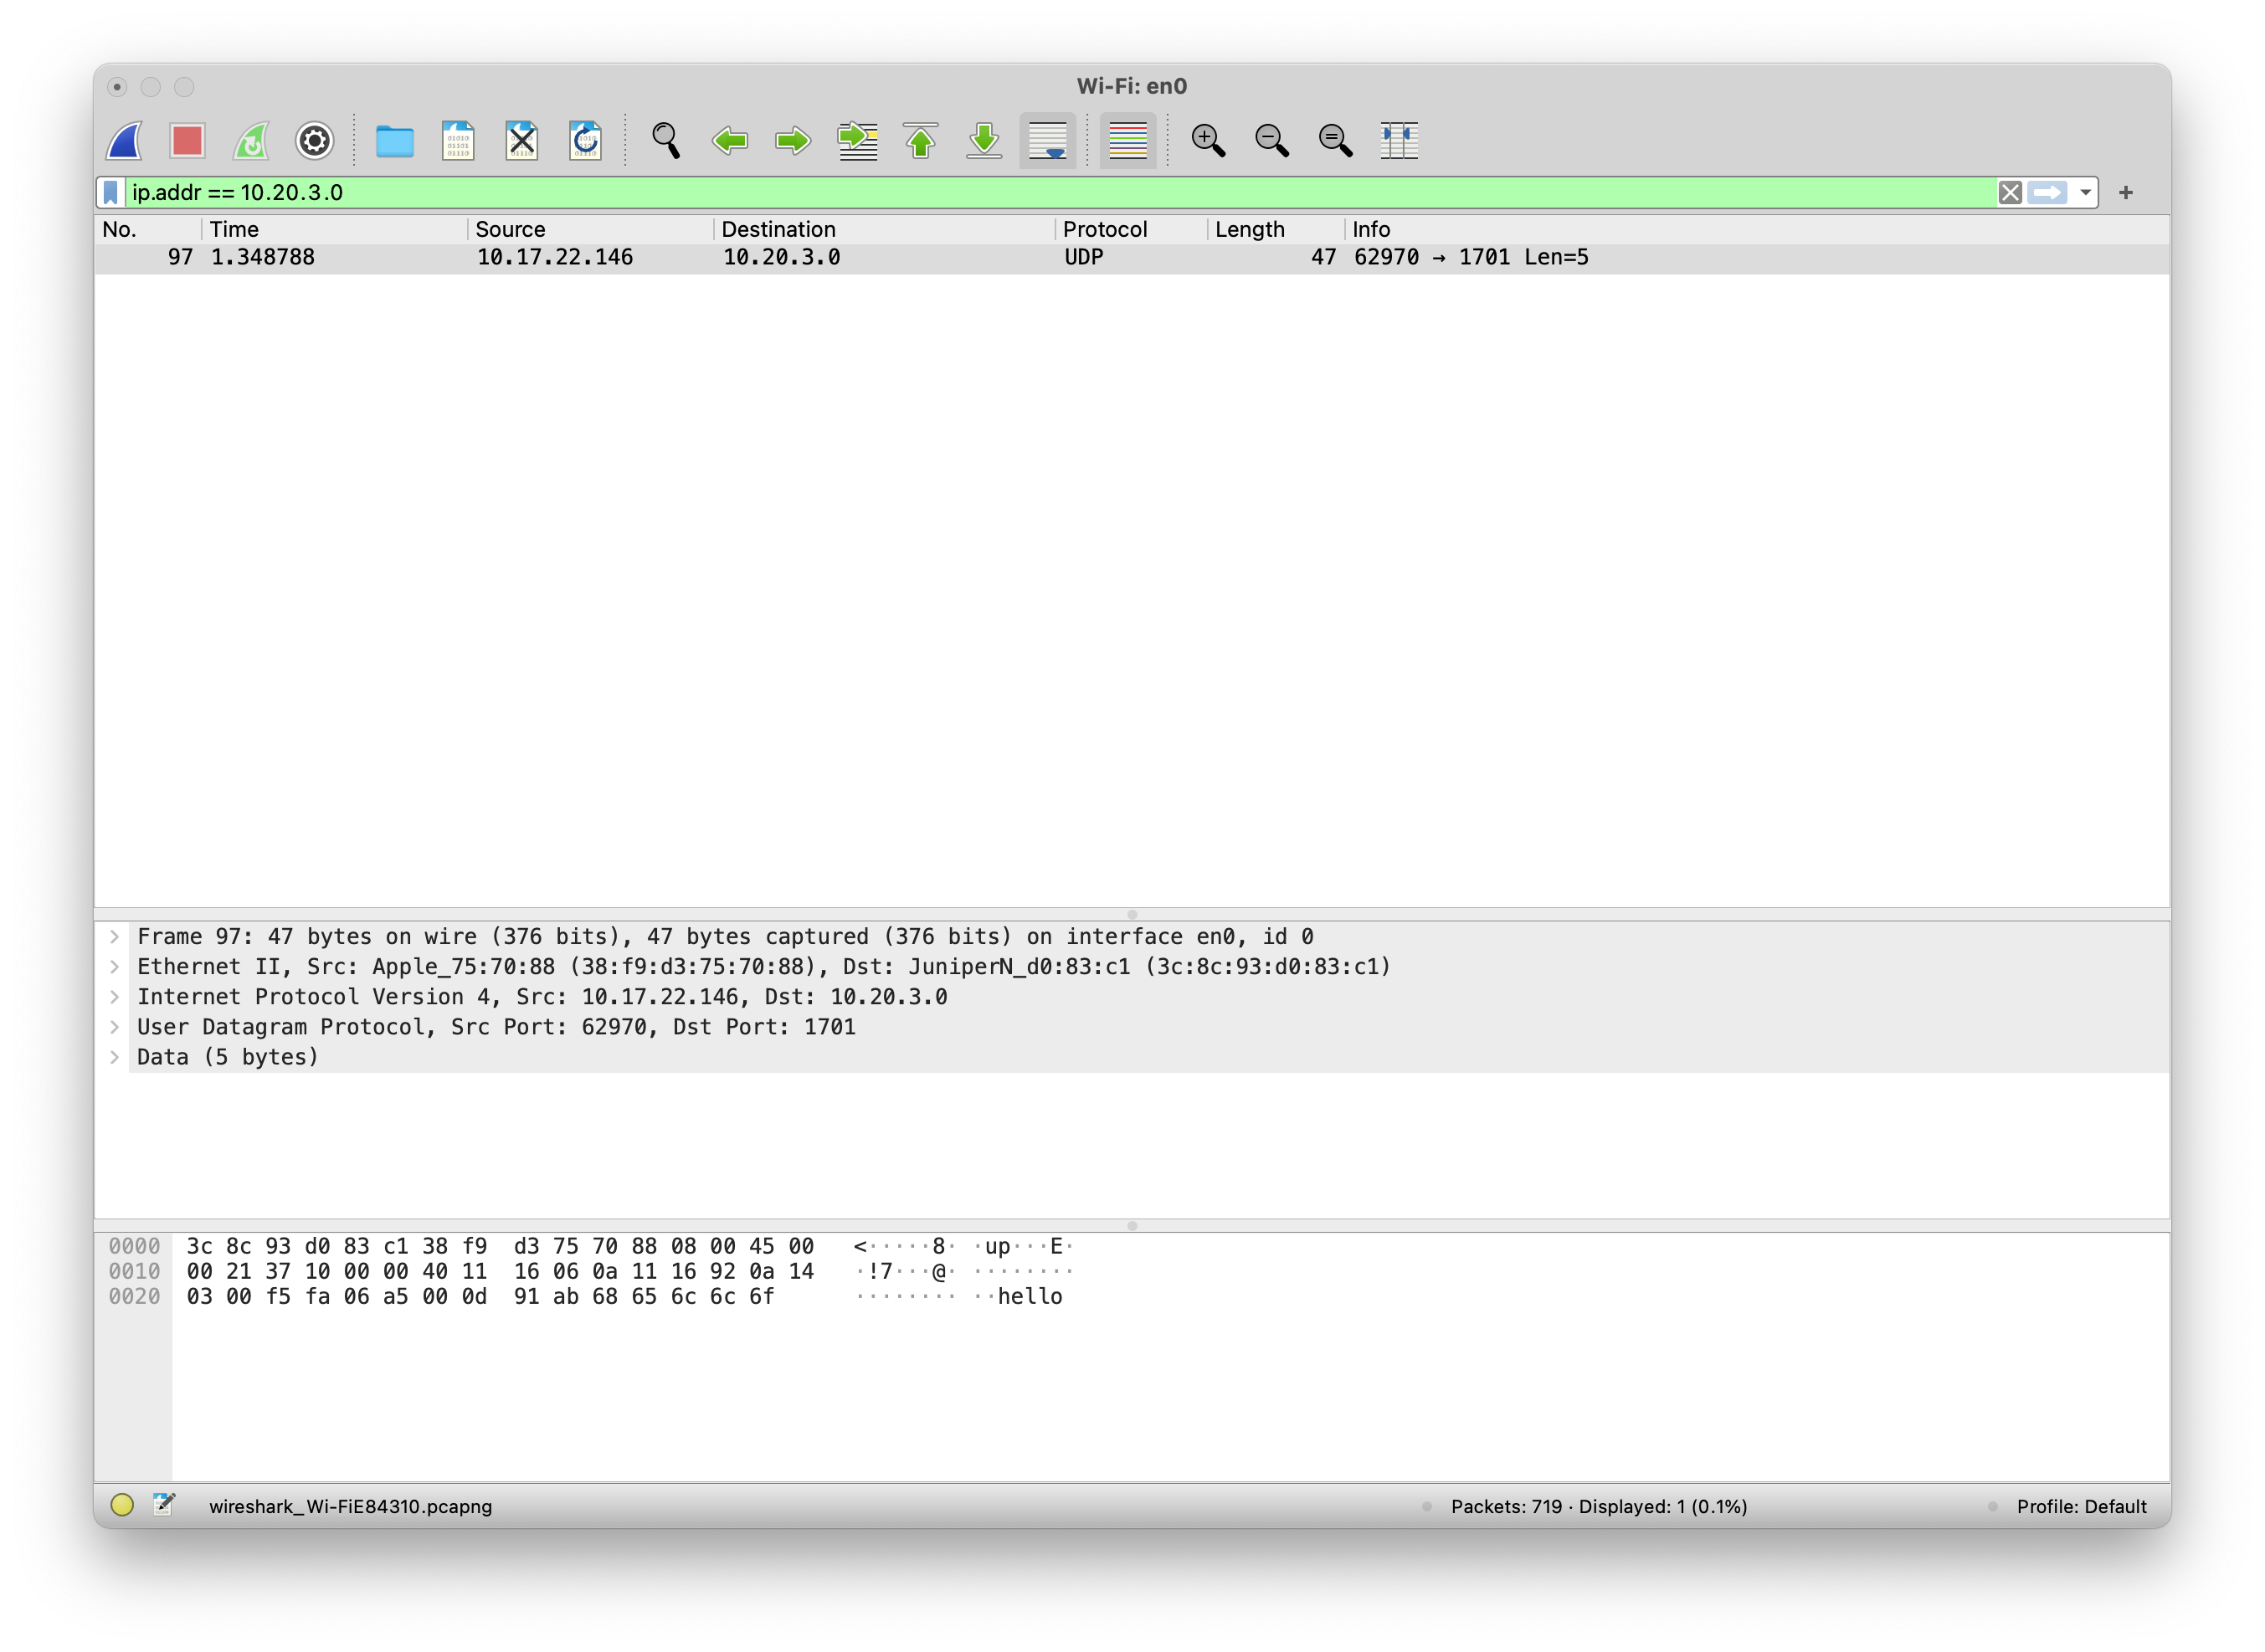 Wi-Fi: en0
ip.addr == 10.20.3.0
No. Time Source Destination Protocol Length Info
97 1.348788 10.17.22.146 10.20.3.0 UDP 47 62970 → 1701 Len=5
Frame 97: 47 bytes on wire (376 bits), 47 bytes captured (376 bits) on interface en0, id 0
Ethernet II, Src: Apple_75:70:88 (38:f9:d3:75:70:88), Dst: JuniperN_d0:83:c1 (3c:8c:93:d0:83:c1)
Internet Protocol Version 4, Src: 10.17.22.146, Dst: 10.20.3.0
User Datagram Protocol, Src Port: 62970, Dst Port: 1701
Data (5 bytes)
0000 3c 8c 93 d0 83 c1 38 f9 d3 75 70 88 08 00 45 00 <·····8· ·up···E·
0010 00 21 37 10 00 00 40 11 16 06 0a 11 16 92 0a 14 ·!7···@· ········
0020 03 00 f5 fa 06 a5 00 0d 91 ab 68 65 6c 6c 6f ········ ··hello
wireshark_Wi-FiE84310.pcapng Packets: 719 · Displayed: 1 (0.1%) Profile: Default